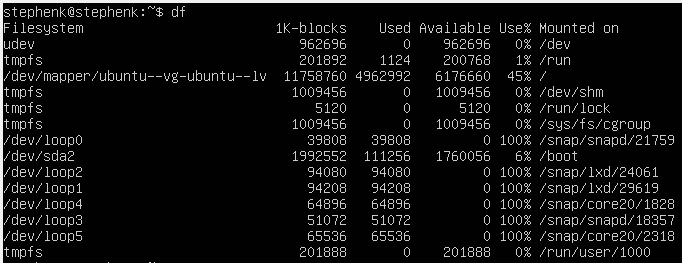 stephenk@stephenk:~$ df
Filesystem 1K-blocks Used Available Use% Mounted on
udev 962696 0 962696 0% /dev
tmpfs 201892 1124 200768 1% /run
/dev/mapper/ubuntu--vg-ubuntu--lv 11758760 4962992 6176660 45% /
tmpfs 1009456 0 1009456 0% /dev/shm
tmpfs 5120 0 5120 0% /run/lock
tmpfs 1009456 0 1009456 0% /sys/fs/cgroup
/dev/loop0 39808 39808 0 100% /snap/snapd/21759
/dev/sda2 1992552 111256 1760056 6% /boot
/dev/loop2 94080 94080 0 100% /snap/lxd/24061
/dev/loop1 94208 94208 0 100% /snap/lxd/29619
/dev/loop4 64896 64896 0 100% /snap/core20/1828
/dev/loop3 51072 51072 0 100% /snap/snapd/18357
/dev/loop5 65536 65536 0 100% /snap/core20/2318
tmpfs 201888 0 201888 0% /run/user/1000